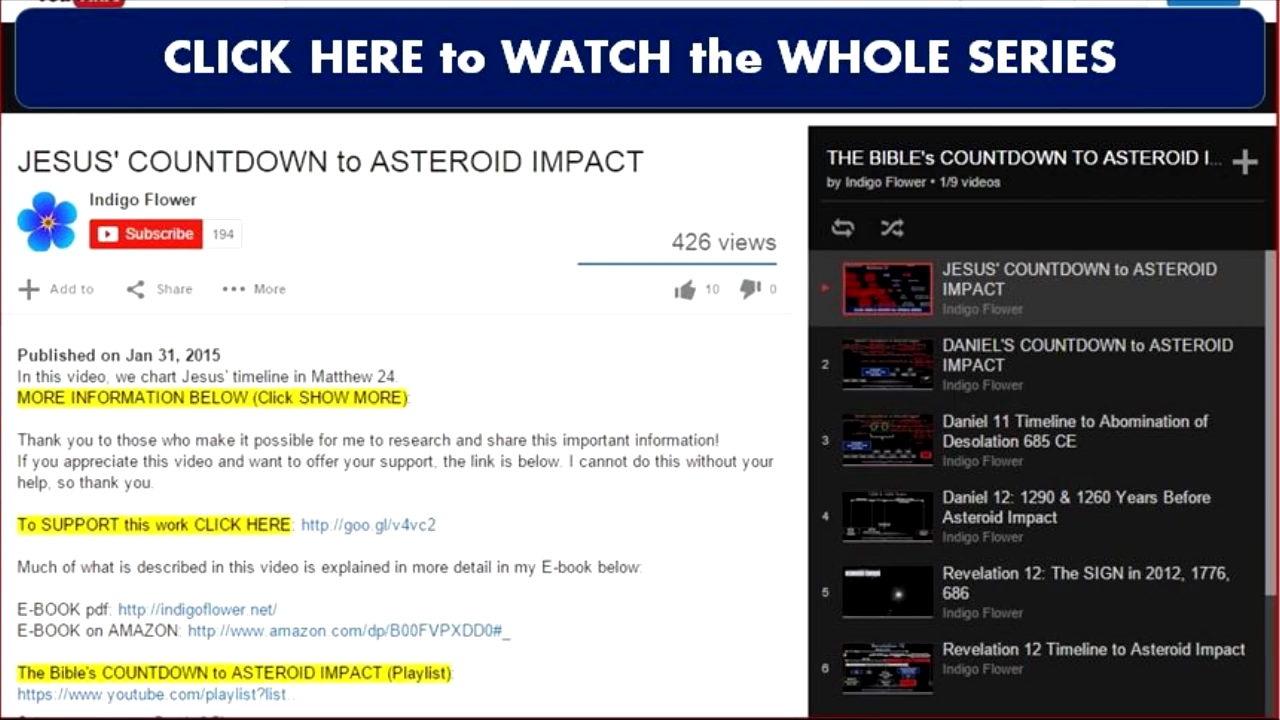 CLICK HERE to WATCH the WHOLE SERIES
JESUS' COUNTDOWN to ASTEROID IMPACT
Indigo Flower
Subscribe 194
426 views
Add to Share More 10 0
Published on Jan 31, 2015
In this video, we chart Jesus' timeline in Matthew 24.
MORE INFORMATION BELOW (Click SHOW MORE):
Thank you to those who make it possible for me to research and share this important information!
If you appreciate this video and want to offer your support, the link is below. I cannot do this without your
help, so thank you.
To SUPPORT this work CLICK HERE: http://goo.gl/v4vc2
Much of what is described in this video is explained in more detail in my E-book below:
E-BOOK pdf: http://indigoflower.net/
E-BOOK on AMAZON: http://www.amazon.com/dp/B00FVPXDD0#_
The Bible's COUNTDOWN to ASTEROID IMPACT (Playlist):
https://www.youtube.com/playlist?list...
THE BIBLE's COUNTDOWN TO ASTEROID I...
by Indigo Flower • 1/9 videos
JESUS' COUNTDOWN to ASTEROID
IMPACT
Indigo Flower
2
DANIEL'S COUNTDOWN to ASTEROID
IMPACT
Indigo Flower
3
Daniel 11 Timeline to Abomination of
Desolation 685 CE
Indigo Flower
4
Daniel 12: 1290 & 1260 Years Before
Asteroid Impact
Indigo Flower
5
Revelation 12: The SIGN in 2012, 1776,
686
Indigo Flower
6
Revelation 12 Timeline to Asteroid Impact
Indigo Flower